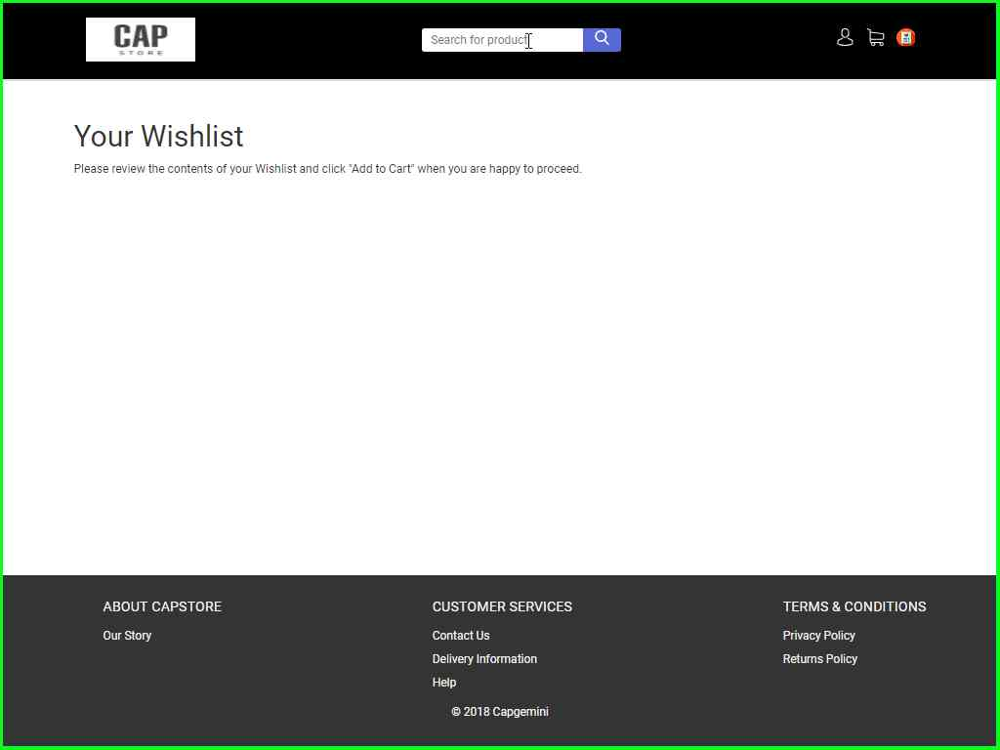 CAP
STORE
Search for product
Your Wishlist
Please review the contents of your Wishlist and click "Add to Cart" when you are happy to proceed.
ABOUT CAPSTORE
Our Story
CUSTOMER SERVICES
Contact Us
Delivery Information
Help
TERMS & CONDITIONS
Privacy Policy
Returns Policy
© 2018 Capgemini